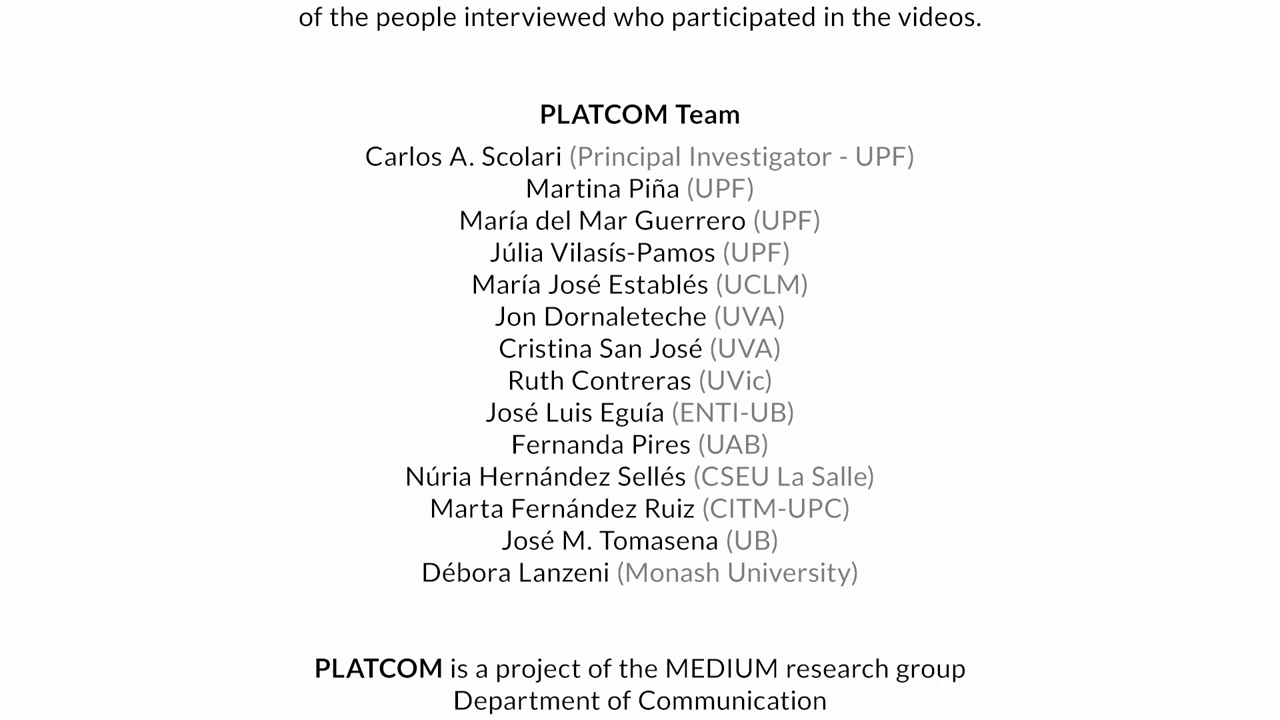 of the people interviewed who participated in the videos.
PLATCOM Team
Carlos A. Scolari (Principal Investigator - UPF)
Martina Piña (UPF)
María del Mar Guerrero (UPF)
Júlia Vilasís-Pamos (UPF)
María José Establés (UCLM)
Jon Dornaleteche (UVA)
Cristina San José (UVA)
Ruth Contreras (UVic)
José Luis Eguía (ENTI-UB)
Fernanda Pires (UAB)
Núria Hernández Sellés (CSEU La Salle)
Marta Fernández Ruiz (CITM-UPC)
José M. Tomasena (UB)
Débora Lanzeni (Monash University)
PLATCOM is a project of the MEDIUM research group
Department of Communication